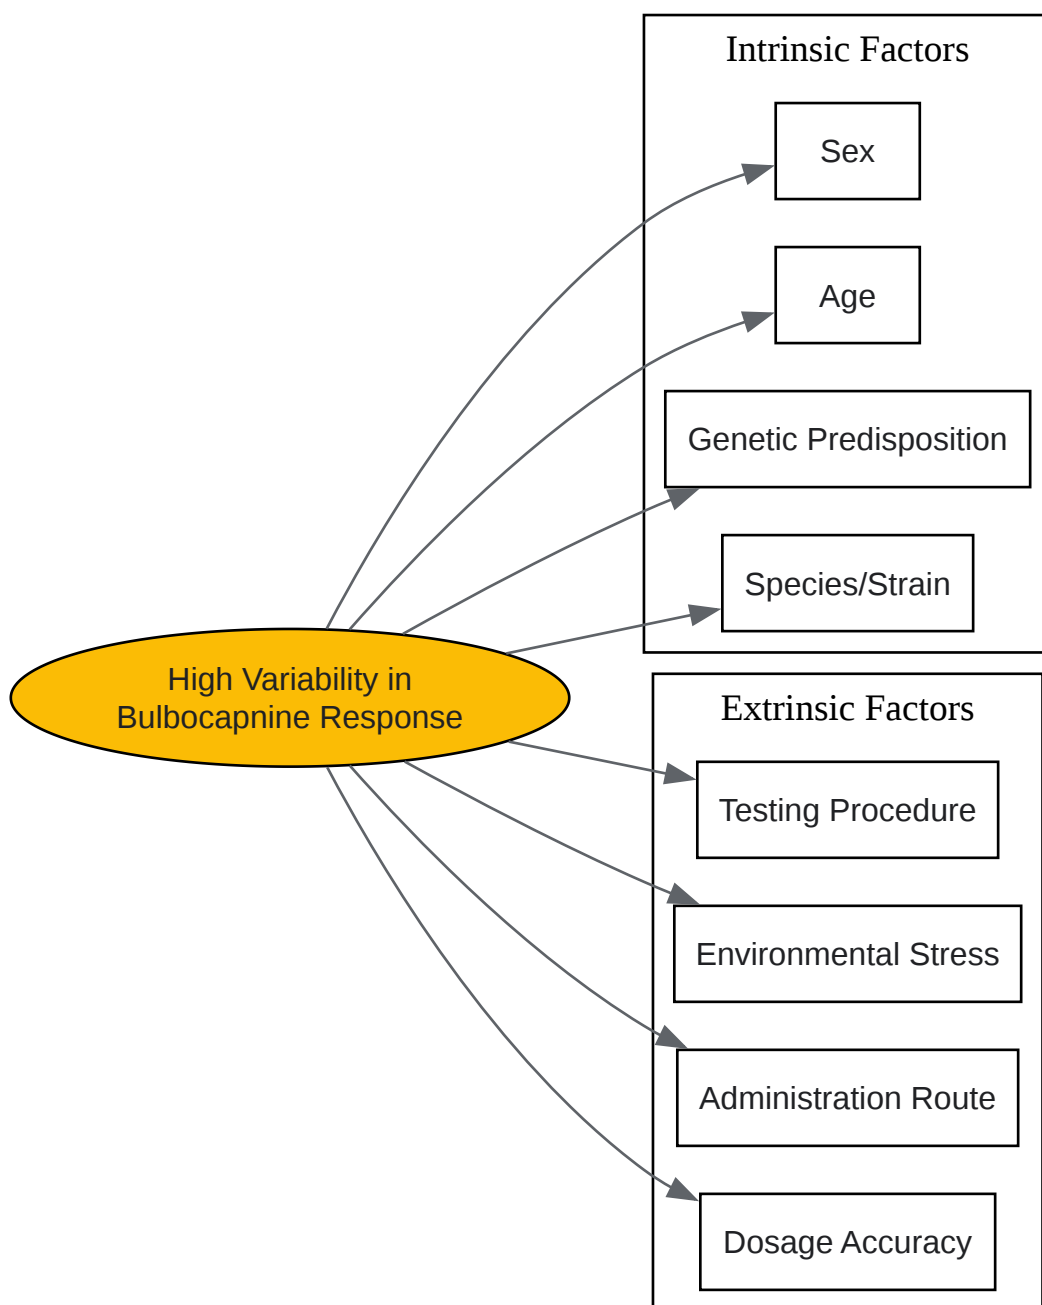 Intrinsic Factors
Sex
Age
Genetic Predisposition
Species/Strain
High Variability in
Bulbocapnine Response
Extrinsic Factors
Testing Procedure
Environmental Stress
Administration Route
Dosage Accuracy